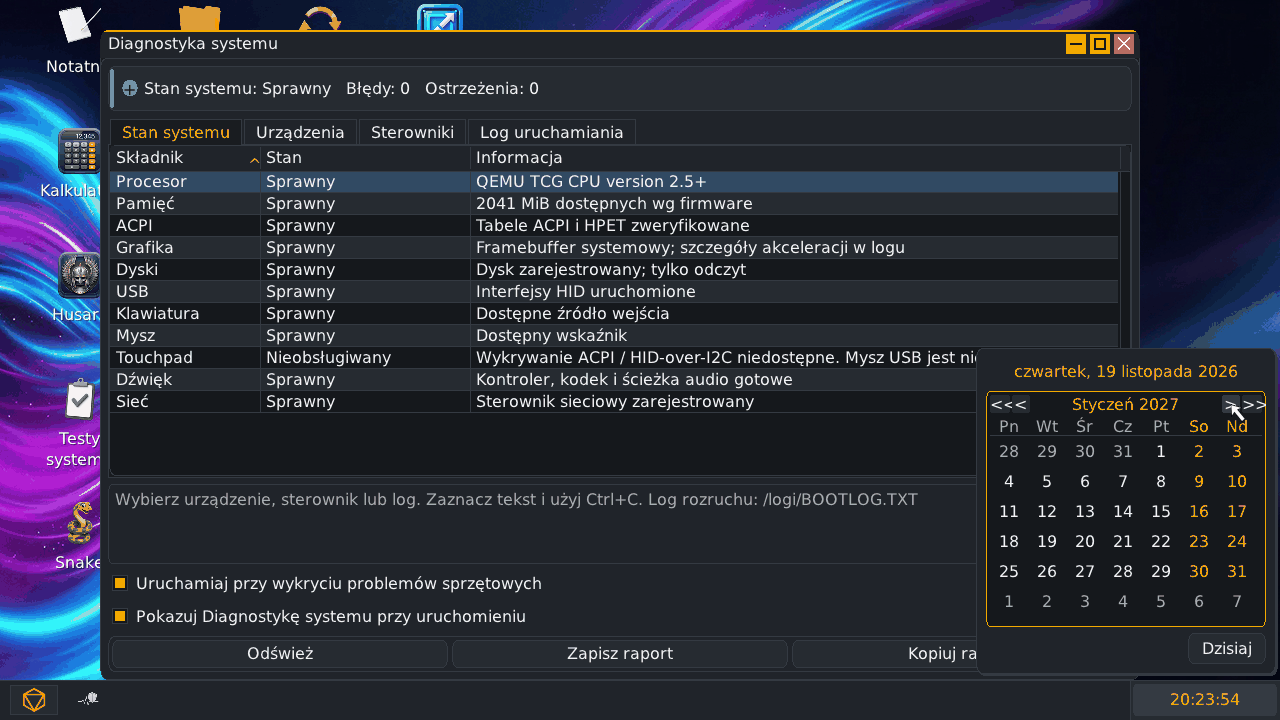 Notatn
Kalkulat
12345
Husar
Testy
system
Snake
Diagnostyka systemu
Stan systemu: Sprawny Błędy: 0 Ostrzeżenia: 0
Stan systemu Urządzenia Sterowniki Log uruchamiania
Składnik Stan Informacja
Procesor Sprawny QEMU TCG CPU version 2.5+
Pamięć Sprawny 2041 MiB dostępnych wg firmware
ACPI Sprawny Tabele ACPI i HPET zweryfikowane
Grafika Sprawny Framebuffer systemowy; szczegóły akceleracji w logu
Dyski Sprawny Dysk zarejestrowany; tylko odczyt
USB Sprawny Interfejsy HID uruchomione
Klawiatura Sprawny Dostępne źródło wejścia
Mysz Sprawny Dostępny wskaźnik
Touchpad Nieobsługiwany Wykrywanie ACPI / HID-over-I2C niedostępne. Mysz USB jest nie
Dźwięk Sprawny Kontroler, kodek i ścieżka audio gotowe
Sieć Sprawny Sterownik sieciowy zarejestrowany
Wybierz urządzenie, sterownik lub log. Zaznacz tekst i użyj Ctrl+C. Log rozruchu: /logi/BOOTLOG.TXT
Uruchamiaj przy wykryciu problemów sprzętowych
Pokazuj Diagnostykę systemu przy uruchomieniu
Odśwież Zapisz raport Kopiuj ra
czwartek, 19 listopada 2026
<< < Styczeń 2027 > >>
Pn Wt Śr Cz Pt So Nd
28 29 30 31 1 2 3
4 5 6 7 8 9 10
11 12 13 14 15 16 17
18 19 20 21 22 23 24
25 26 27 28 29 30 31
1 2 3 4 5 6 7
Dzisiaj
20:23:54